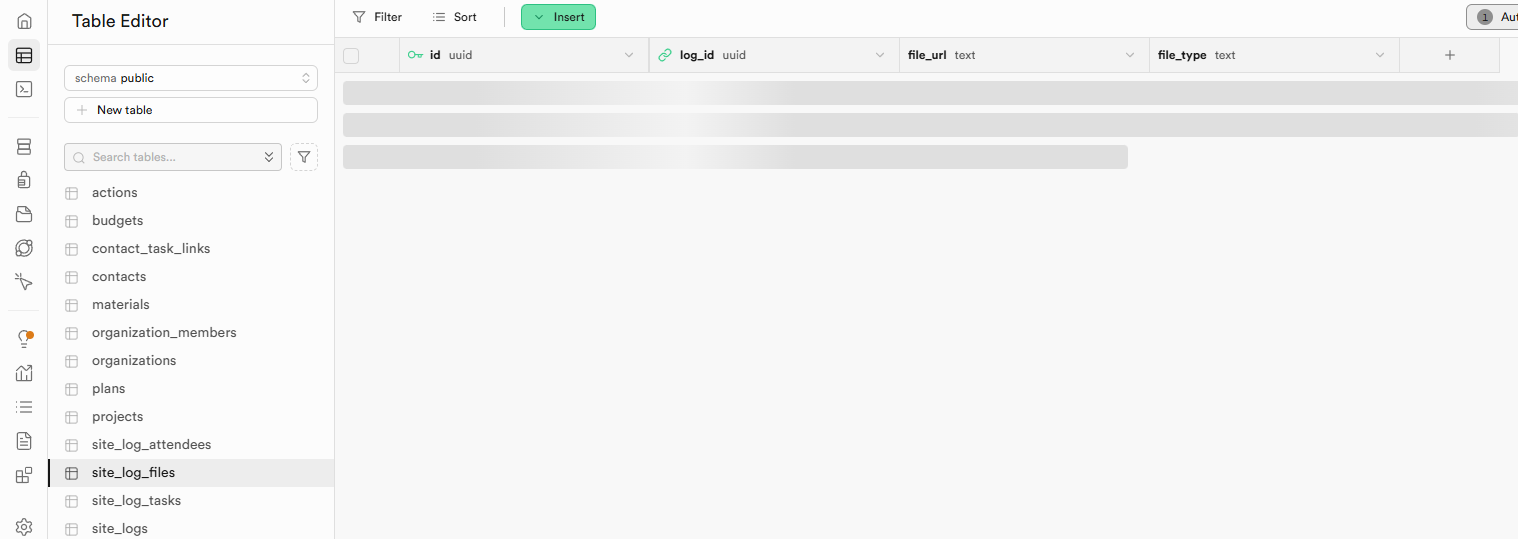 Table Editor
Filter
Sort
Insert
1
schema public
New table
Search tables...
id uuid
log_id uuid
file_url text
file_type text
actions
budgets
contact_task_links
contacts
materials
organization_members
organizations
plans
projects
site_log_attendees
site_log_files
site_log_tasks
site_logs